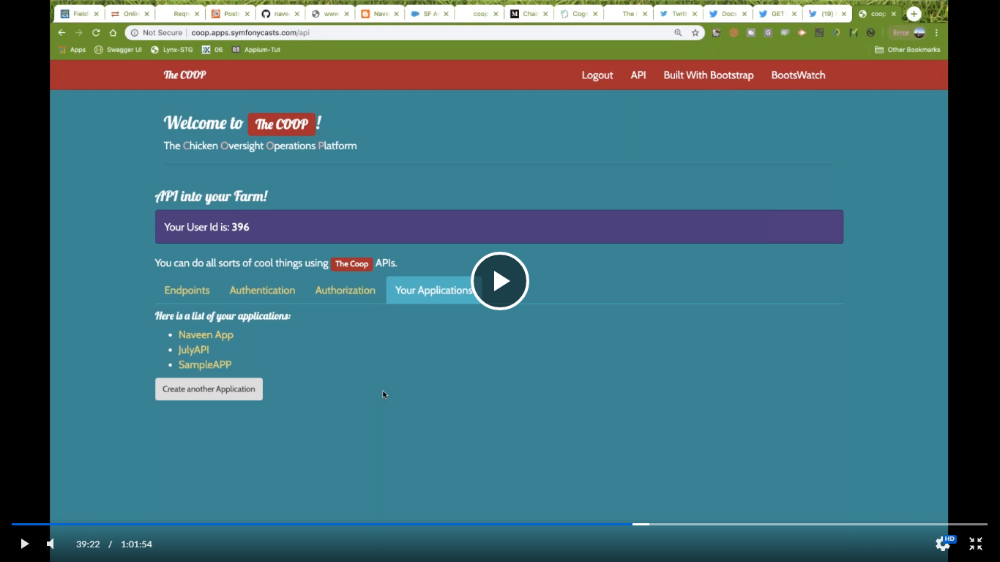 Field Onlin Reqre Postr nave www Nave SF A coop Chai Cogn The Twitt Docs GET (19) coop
Not Secure | coop.apps.symfonycasts.com/api Error
Apps Swagger UI Lynx-STG 06 Appium-Tut Other Bookmarks
The COOP Logout API Built With Bootstrap BootsWatch
Welcome to The COOP !
The Chicken Oversight Operations Platform
API into your Farm!
Your User Id is: 396
You can do all sorts of cool things using The Coop APIs.
Endpoints Authentication Authorization Your Applications
Here is a list of your applications:
Naveen App
JulyAPI
SampleAPP
Create another Application
39:22 / 1:01:54 HD